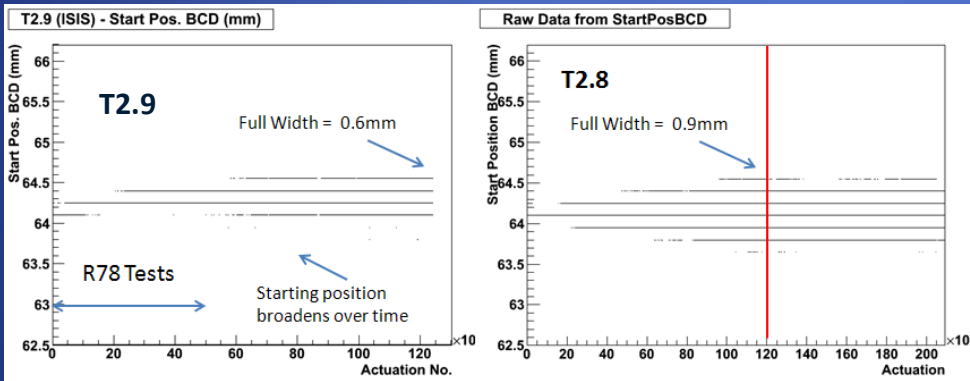 T2.9 (ISIS) - Start Pos. BCD (mm)
Start Pos. BCD (mm)
66
65.5
65
64.5
64
63.5
63
62.5
T2.9
Full Width = 0.6mm
R78 Tests
Starting position
broadens over time
0 20 40 60 80 100 120
×10
Actuation No.
Raw Data from StartPosBCD
Start Position BCD (mm)
66
65.5
65
64.5
64
63.5
63
62.5
T2.8
Full Width = 0.9mm
0 20 40 60 80 100 120 140 160 180 200
×10
Actuation